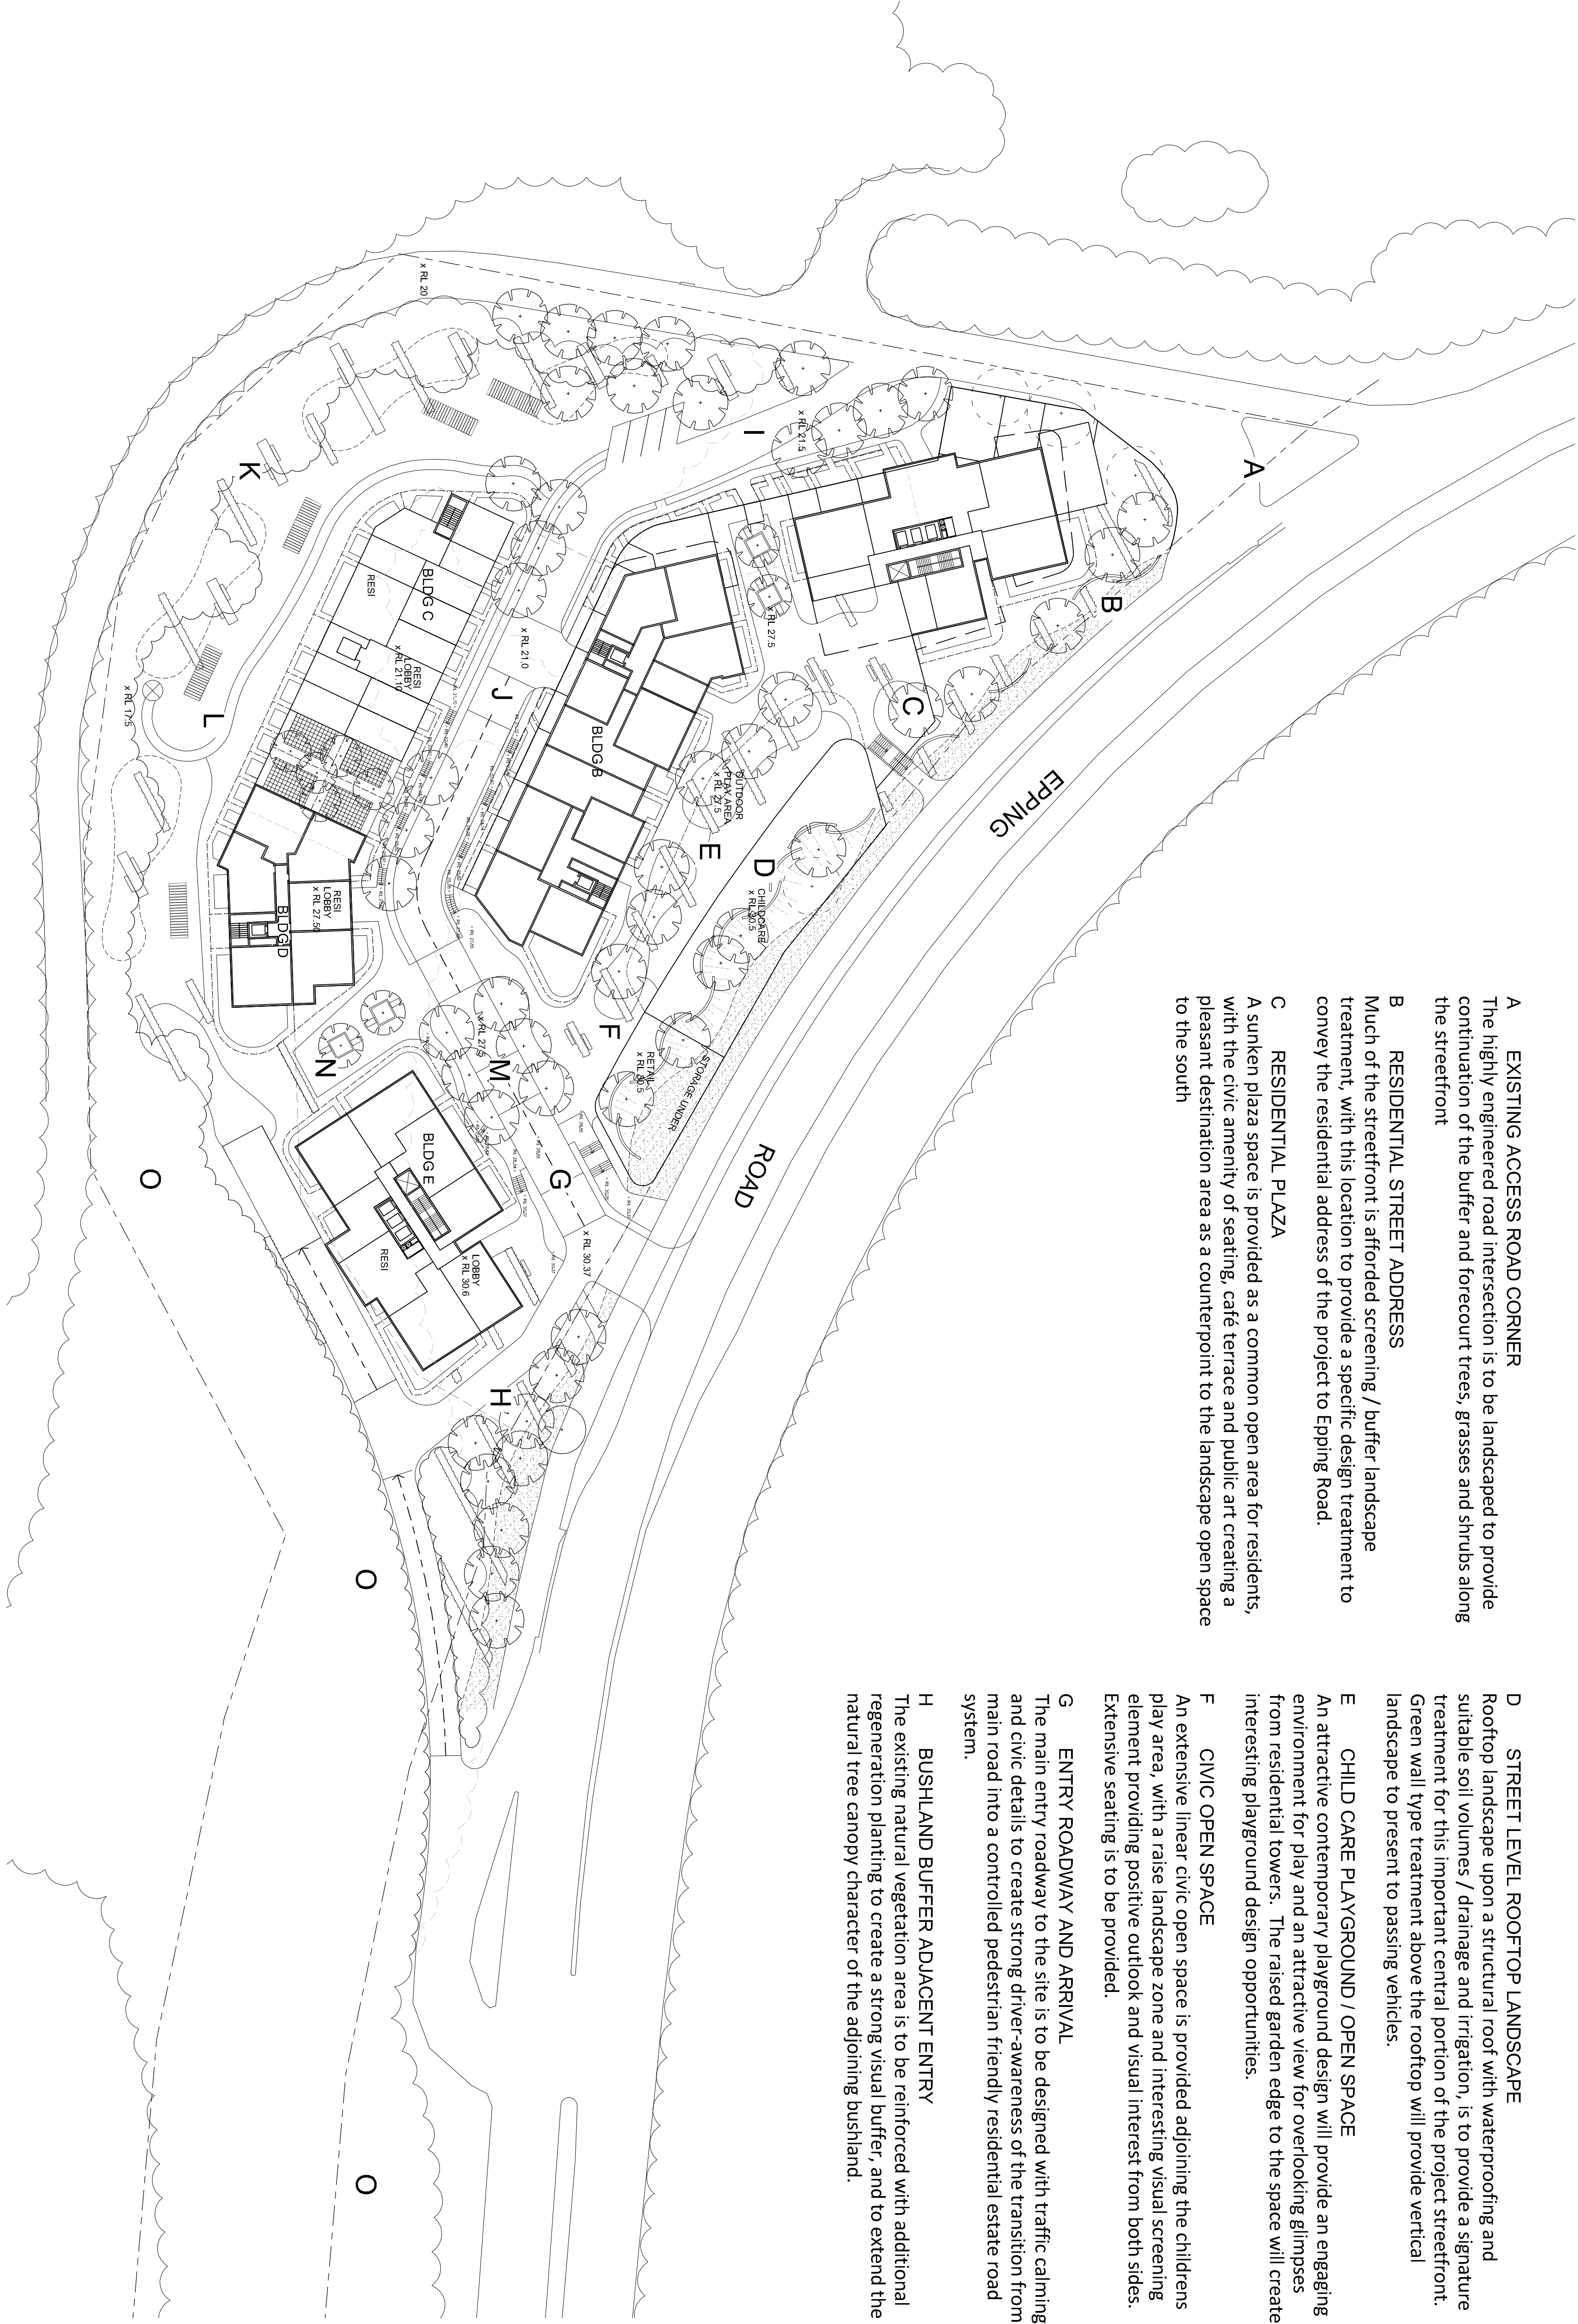 A EXISTING ACCESS ROAD CORNER
The highly engineered road intersection is to be landscaped to provide
continuation of the buffer and forecourt trees, grasses and shrubs along
the streetfront
B RESIDENTIAL STREET ADDRESS
Much of the streetfront is afforded screening / buffer landscape
treatment, with this location to provide a specific design treatment to
convey the residential address of the project to Epping Road.
C RESIDENTIAL PLAZA
A sunken plaza space is provided as a common open area for residents,
with the civic amenity of seating, café terrace and public art creating a
pleasant destination area as a counterpoint to the landscape open space
to the south
D STREET LEVEL ROOFTOP LANDSCAPE
Rooftop landscape upon a structural roof with waterproofing and
suitable soil volumes / drainage and irrigation, is to provide a signature
treatment for this important central portion of the project streetfront.
Green wall type treatment above the rooftop will provide vertical
landscape to present to passing vehicles.
E CHILD CARE PLAYGROUND / OPEN SPACE
An attractive contemporary playground design will provide an engaging
environment for play and an attractive view for overlooking glimpses
from residential towers. The raised garden edge to the space will create
interesting playground design opportunities.
F CIVIC OPEN SPACE
An extensive linear civic open space is provided adjoining the childrens
play area, with a raise landscape zone and interesting visual screening
element providing positive outlook and visual interest from both sides.
Extensive seating is to be provided.
G ENTRY ROADWAY AND ARRIVAL
The main entry roadway to the site is to be designed with traffic calming
and civic details to create strong driver-awareness of the transition from
main road into a controlled pedestrian friendly residential estate road
system.
H BUSHLAND BUFFER ADJACENT ENTRY
The existing natural vegetation area is to be reinforced with additional
regeneration planting to create a strong visual buffer, and to extend the
natural tree canopy character of the adjoining bushland.
A
B
EPPING
ROAD
C
x RL 27.5
I
x RL 21.5
D
CHILDCARE
x RL 30.5
OUTDOOR
PLAY AREA
x RL 27.5
E
STORAGE UNDER
RETAIL
x RL 30.5
F
BLDG B
x RL 21.0
J
G
x RL 30.37
M
x RL 27.5
H
LOBBY
x RL 30.6
BLDG E
RESI
x RL 20
BLDG C
RESI
RESI
LOBBY
x RL 21.10
RESI
LOBBY
x RL 27.50
BLDG D
N
K
L
x RL 17.5
O
O
O